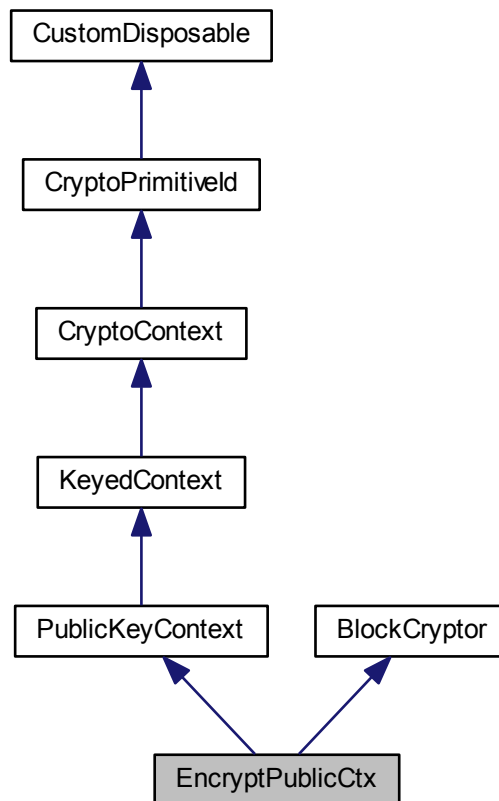 CustomDisposable
CryptoPrimitiveId
CryptoContext
KeyedContext
PublicKeyContext
BlockCryptor
EncryptPublicCtx